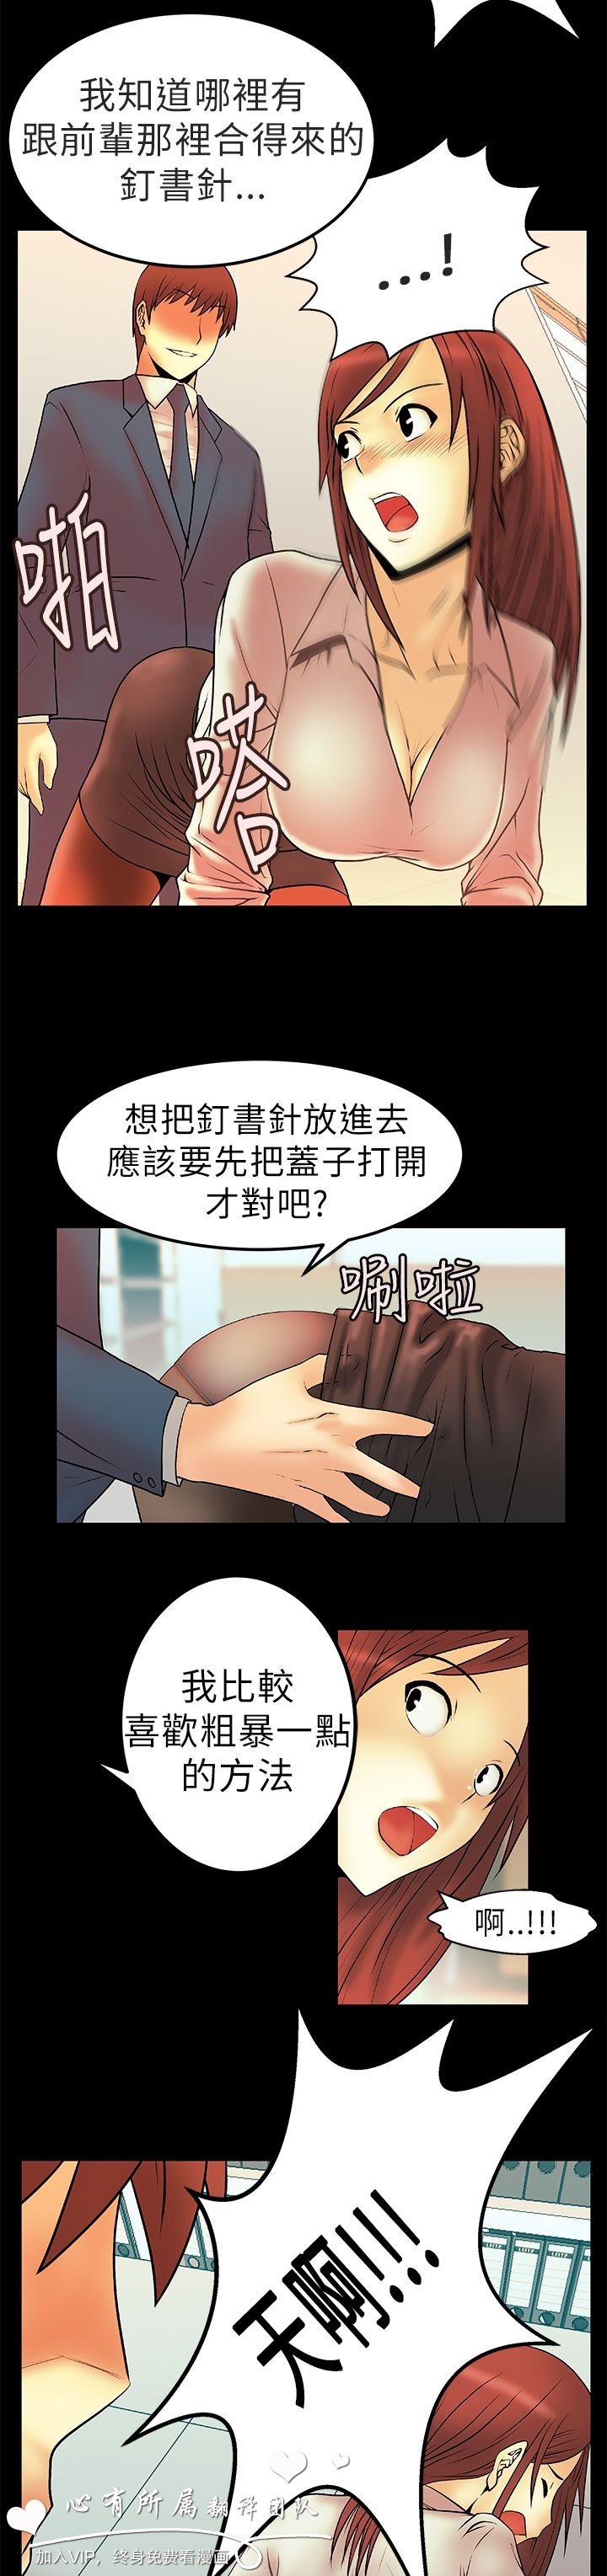 我知道哪裡有
跟前輩那裡合得來的
釘書針...
...!
啪
嗒
想把釘書針放進去
應該要先把蓋子打開
才對吧?
唰啦
我比較
喜歡粗暴一點
的方法
啊..!!!
天啊!!!
心有所属翻译团队
加入VIP，终身免费看漫画